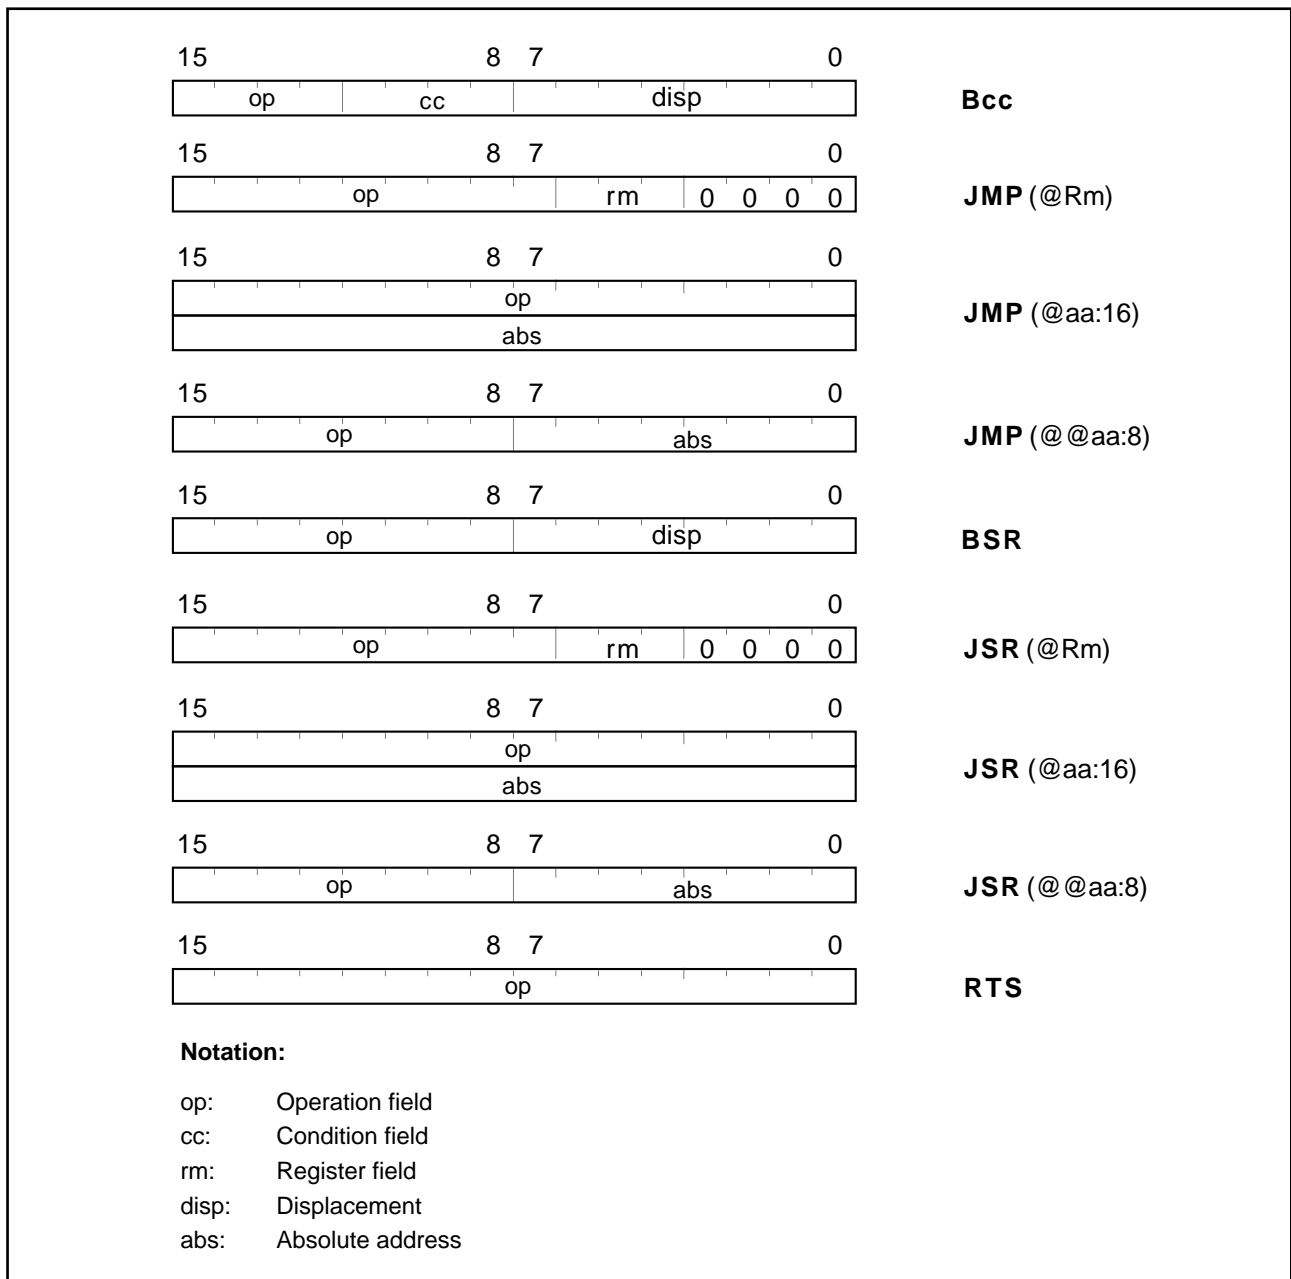 15 8 7 0
op cc disp Bcc
15 8 7 0
op rm 0 0 0 0 JMP (@Rm)
15 8 7 0
op
abs
JMP (@aa:16)
15 8 7 0
op abs JMP (@@aa:8)
15 8 7 0
op disp BSR
15 8 7 0
op rm 0 0 0 0 JSR (@Rm)
15 8 7 0
op
abs
JSR (@aa:16)
15 8 7 0
op abs JSR (@@aa:8)
15 8 7 0
op RTS
Notation:
op: Operation field
cc: Condition field
rm: Register field
disp: Displacement
abs: Absolute address